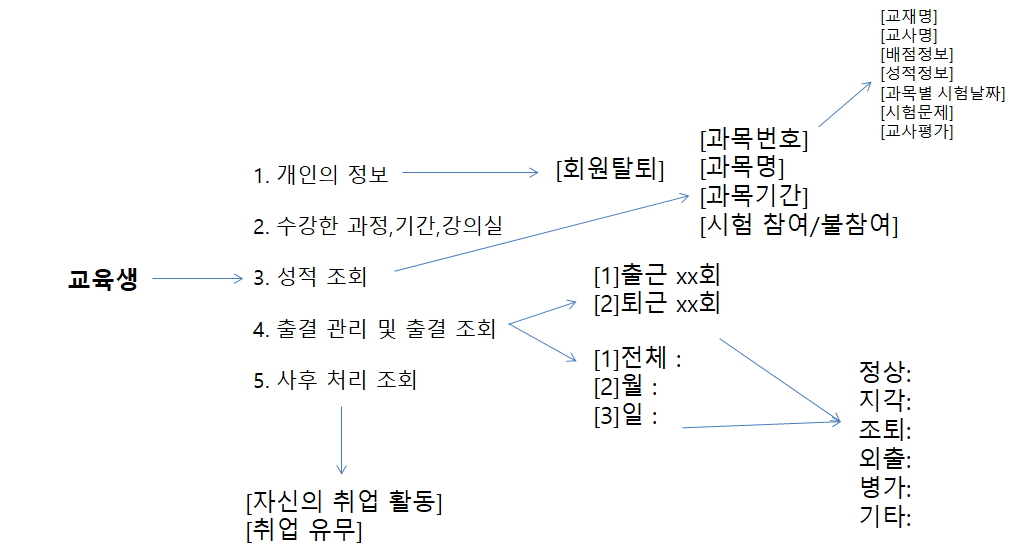 교육생
1. 개인의 정보
2. 수강한 과정,기간,강의실
3. 성적 조회
4. 출결 관리 및 출결 조회
5. 사후 처리 조회
[회원탈퇴]
[과목번호]
[과목명]
[과목기간]
[시험 참여/불참여]
[교재명]
[교사명]
[배점정보]
[성적정보]
[과목별 시험날짜]
[시험문제]
[교사평가]
[1]출근 xx회
[2]퇴근 xx회
[1]전체 :
[2]월 :
[3]일 :
정상:
지각:
조퇴:
외출:
병가:
기타:
[자신의 취업 활동]
[취업 유무]